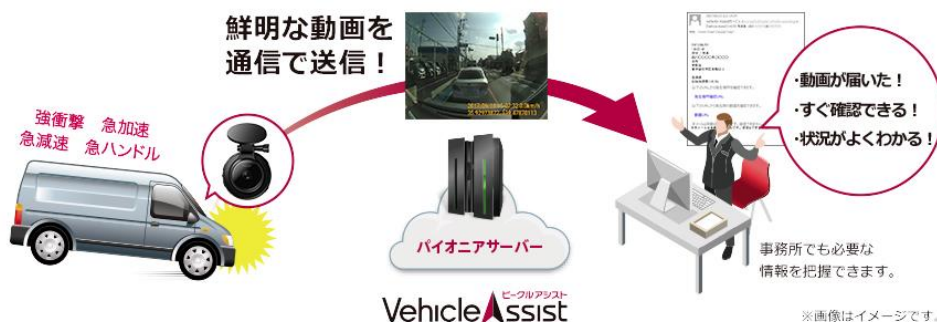 鮮明な動画を
通信で送信!
強衝撃 急加速
急減速 急ハンドル
パイオニアサーバー
ビークルアシスト
VehicleAssist
・動画が届いた!
・すぐ確認できる!
・状況がよくわかる!
事務所でも必要な
情報を把握できます。
※画像はイメージです。